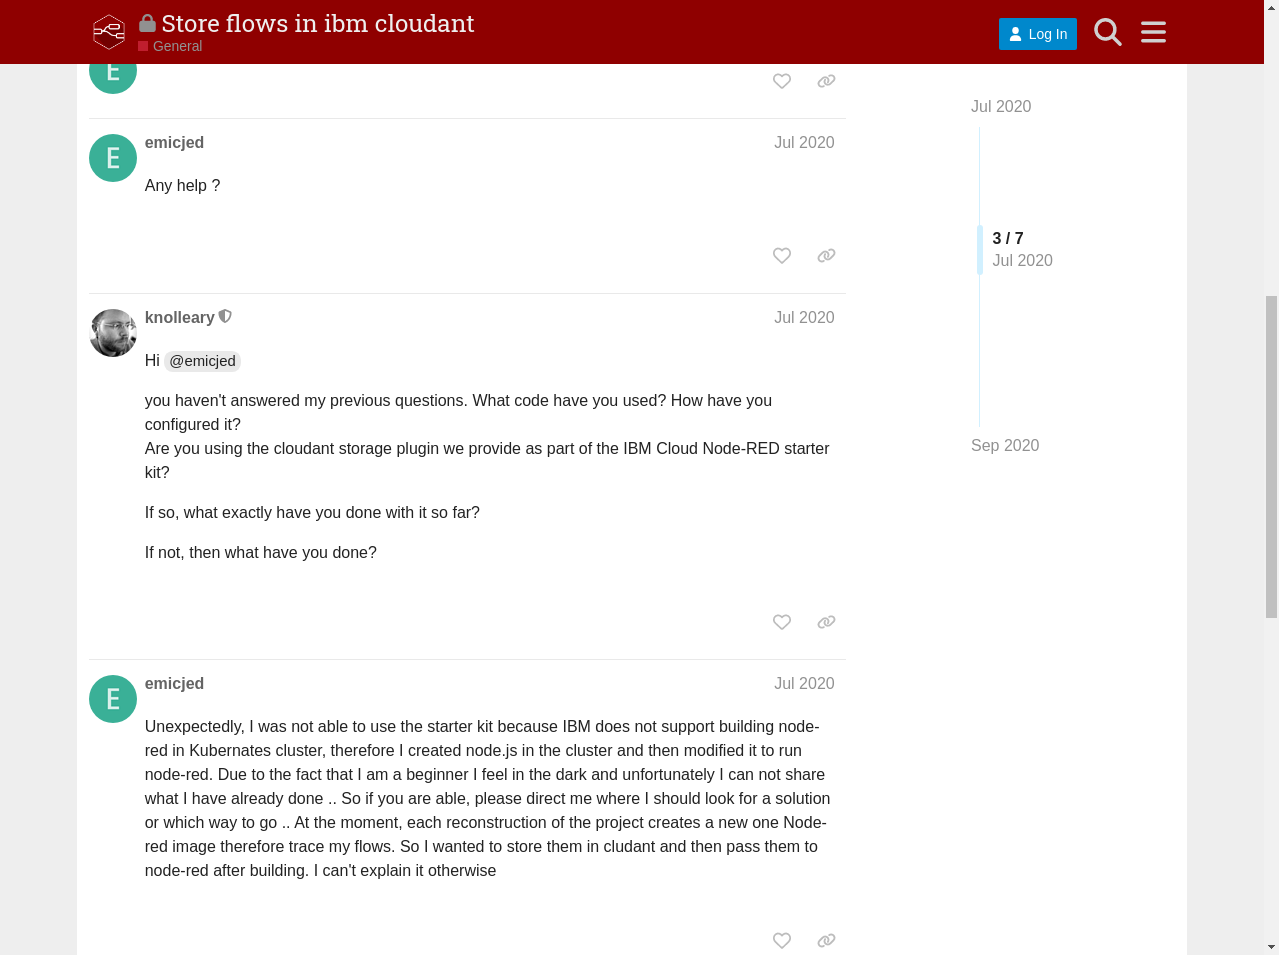 Store flows in ibm cloudant
General
Log In
E
Jul 2020
emicjed
Jul 2020
E
Any help ?
3 / 7
Jul 2020
knolleary
Jul 2020
Hi @emicjed
you haven't answered my previous questions. What code have you used? How have you
configured it?
Are you using the cloudant storage plugin we provide as part of the IBM Cloud Node-RED starter
kit?
Sep 2020
If so, what exactly have you done with it so far?
If not, then what have you done?
emicjed
Jul 2020
E
Unexpectedly, I was not able to use the starter kit because IBM does not support building node-
red in Kubernates cluster, therefore I created node.js in the cluster and then modified it to run
node-red. Due to the fact that I am a beginner I feel in the dark and unfortunately I can not share
what I have already done .. So if you are able, please direct me where I should look for a solution
or which way to go .. At the moment, each reconstruction of the project creates a new one Node-
red image therefore trace my flows. So I wanted to store them in cludant and then pass them to
node-red after building. I can't explain it otherwise